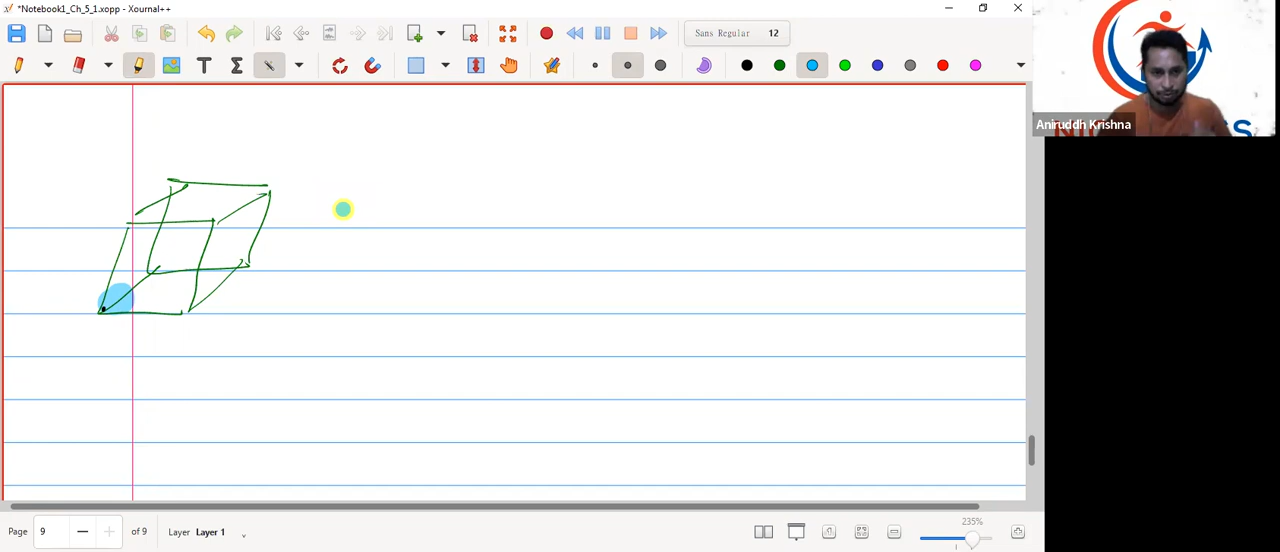 *Notebook1_Ch_5_1.xopp - Xournal++
Sans Regular 12
Aniruddh Krishna
Page 9 of 9 Layer Layer 1 235%